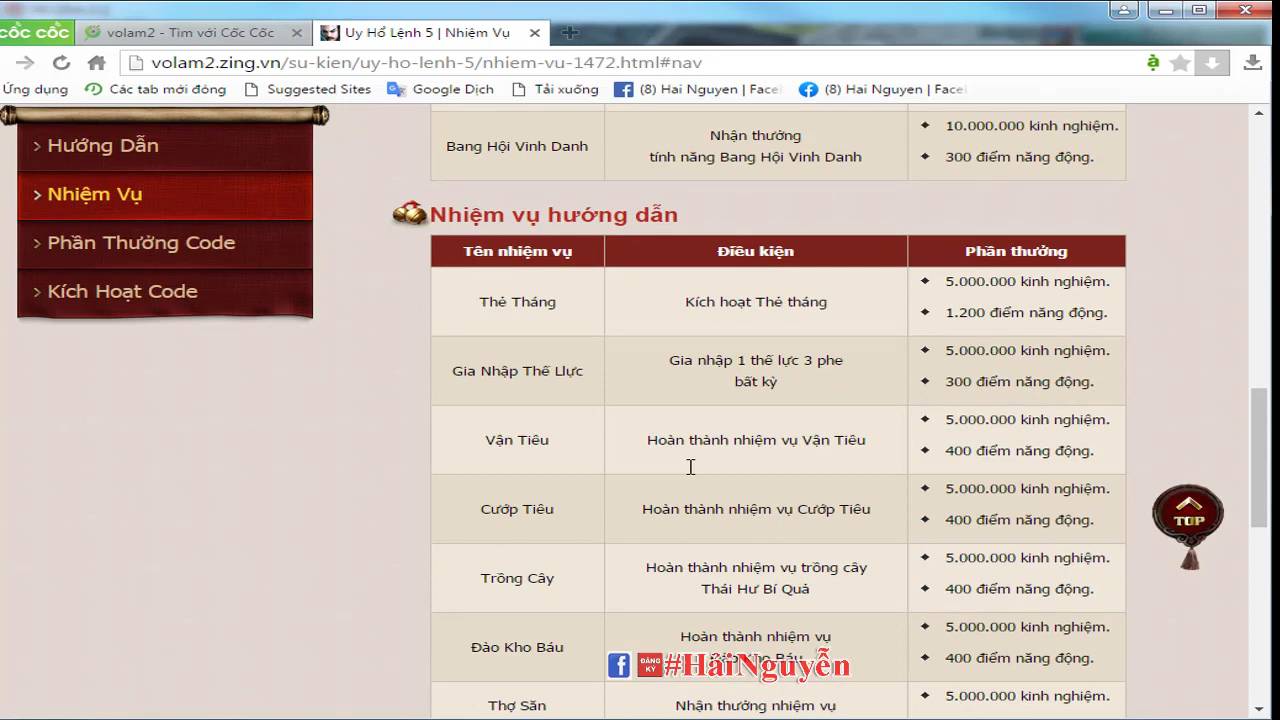 CỐC CỐC
volam2 - Tìm với Cốc Cốc
Uy Hổ Lệnh 5 | Nhiệm Vụ
volam2.zing.vn/su-kien/uy-ho-lenh-5/nhiem-vu-1472.html#nav
Ứng dụng
Các tab mới đóng
Suggested Sites
Google Dịch
Tải xuống
(8) Hai Nguyen | Face
(8) Hai Nguyen | Face
Hướng Dẫn
Nhiệm Vụ
Phần Thưởng Code
Kích Hoạt Code
Bang Hội Vinh Danh
Nhận thưởng
tính năng Bang Hội Vinh Danh
10.000.000 kinh nghiệm.
300 điểm năng động.
Nhiệm vụ hướng dẫn
Tên nhiệm vụ
Điều kiện
Phần thưởng
Thẻ Tháng
Kích hoạt Thẻ tháng
5.000.000 kinh nghiệm.
1.200 điểm năng động.
Gia Nhập Thế Llực
Gia nhập 1 thế lực 3 phe
bất kỳ
5.000.000 kinh nghiệm.
300 điểm năng động.
Vận Tiêu
Hoàn thành nhiệm vụ Vận Tiêu
5.000.000 kinh nghiệm.
400 điểm năng động.
Cướp Tiêu
Hoàn thành nhiệm vụ Cướp Tiêu
5.000.000 kinh nghiệm.
400 điểm năng động.
Trồng Cây
Hoàn thành nhiệm vụ trồng cây
Thái Hư Bí Quả
5.000.000 kinh nghiệm.
400 điểm năng động.
Đào Kho Báu
Hoàn thành nhiệm vụ
Kho Báu
5.000.000 kinh nghiệm.
400 điểm năng động.
Thợ Săn
Nhận thưởng nhiệm vụ
5.000.000 kinh nghiệm.
TOP
ĐĂNG KÝ
#HảiNguyễn